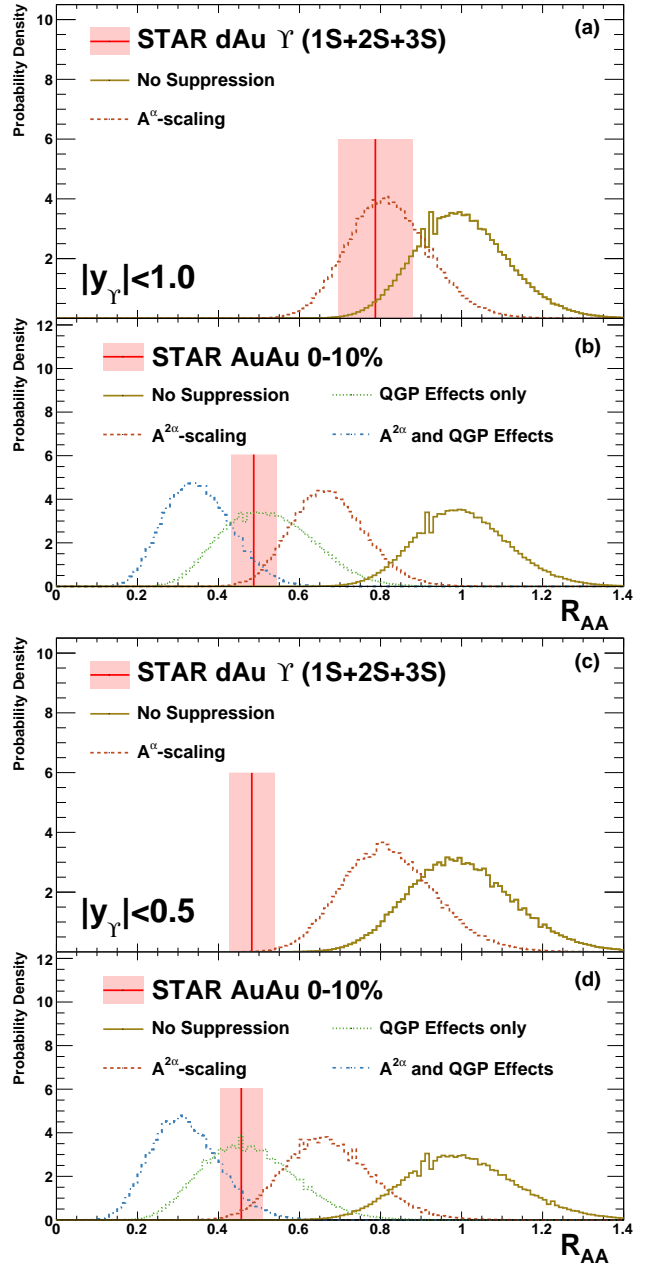 Probability Density
10
8
6
4
2
(a)
STAR dAu ϒ (1S+2S+3S)
No Suppression
A^α-scaling
|y_ϒ|<1.0
Probability Density
12
10
8
6
4
2
0
(b)
STAR AuAu 0-10%
No Suppression
QGP Effects only
A^2α-scaling
A^2α and QGP Effects
0 0.2 0.4 0.6 0.8 1 1.2 1.4
R_AA
Probability Density
10
8
6
4
2
(c)
STAR dAu ϒ (1S+2S+3S)
No Suppression
A^α-scaling
|y_ϒ|<0.5
Probability Density
12
10
8
6
4
2
0
(d)
STAR AuAu 0-10%
No Suppression
QGP Effects only
A^2α-scaling
A^2α and QGP Effects
0 0.2 0.4 0.6 0.8 1 1.2 1.4
R_AA